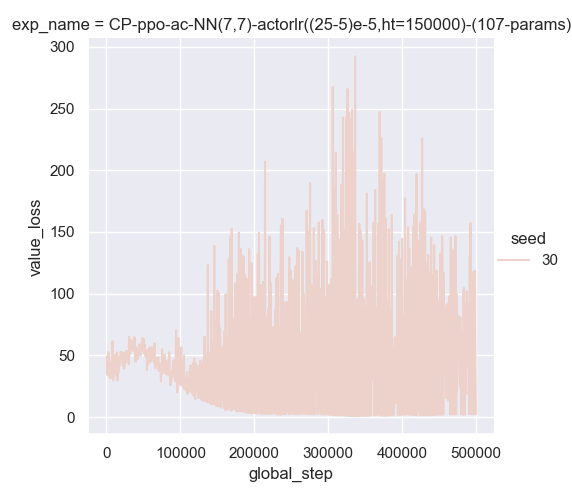 exp_name = CP-ppo-ac-NN(7,7)-actorlr((25-5)e-5,ht=150000)-(107-params)
300
250
200
150
100
50
0
value_loss
seed
30
0 100000 200000 300000 400000 500000
global_step